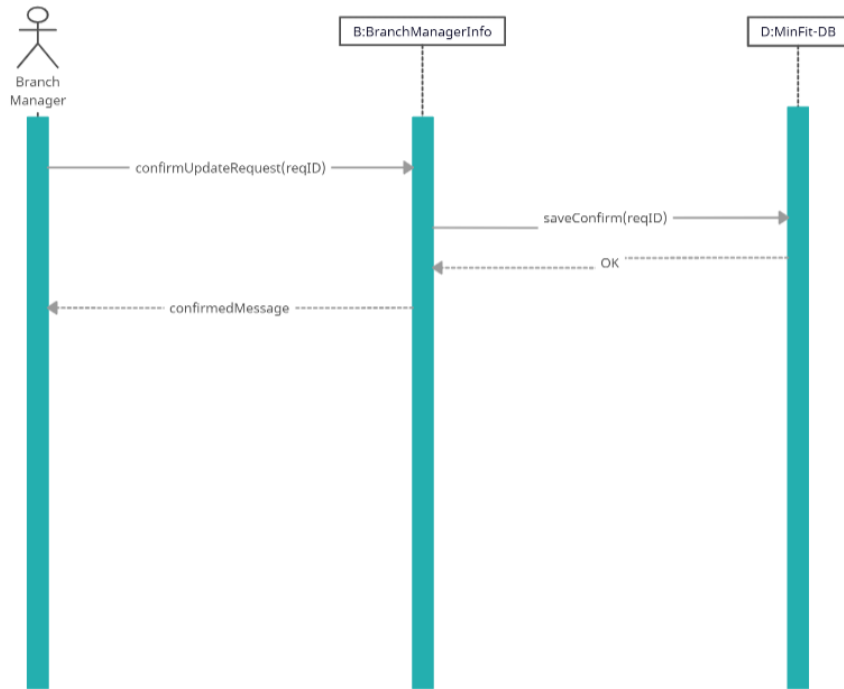 B:BranchManagerInfo
D:MinFit-DB
Branch
Manager
confirmUpdateRequest(reqID)
saveConfirm(reqID)
OK
confirmedMessage